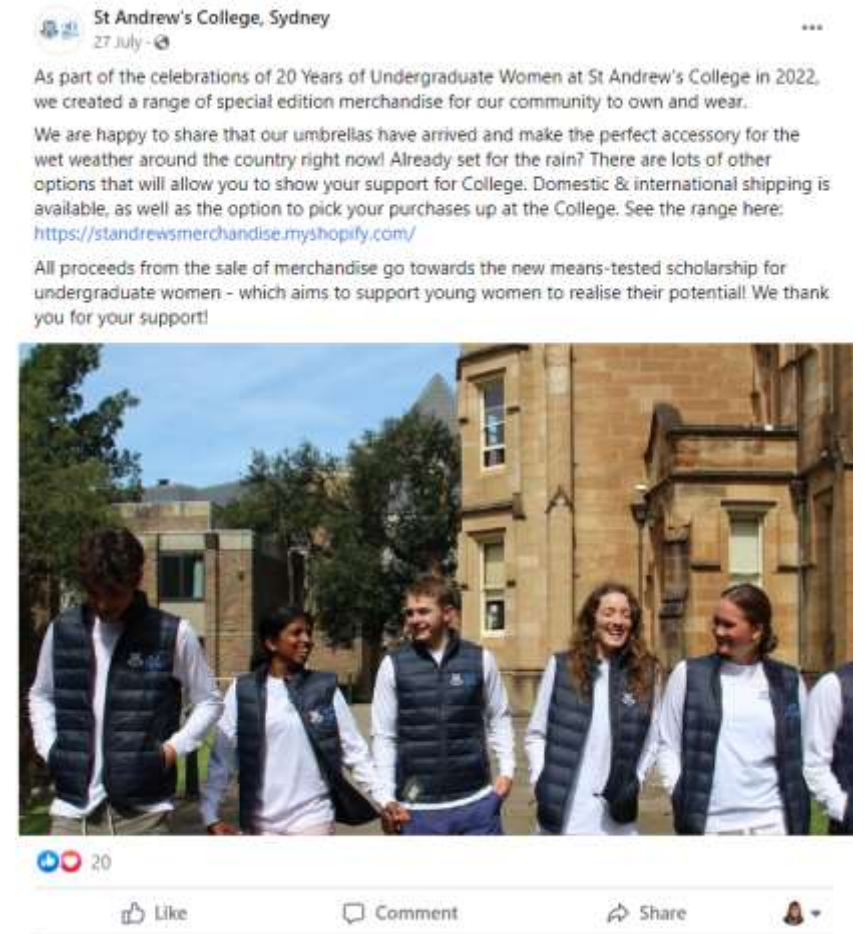 St Andrew's College, Sydney
27 July ·
As part of the celebrations of 20 Years of Undergraduate Women at St Andrew's College in 2022,
we created a range of special edition merchandise for our community to own and wear.
We are happy to share that our umbrellas have arrived and make the perfect accessory for the
wet weather around the country right now! Already set for the rain? There are lots of other
options that will allow you to show your support for College. Domestic & international shipping is
available, as well as the option to pick your purchases up at the College. See the range here:
https://standrewsmerchandise.myshopify.com/
All proceeds from the sale of merchandise go towards the new means-tested scholarship for
undergraduate women - which aims to support young women to realise their potential! We thank
you for your support!
20
Like Comment Share